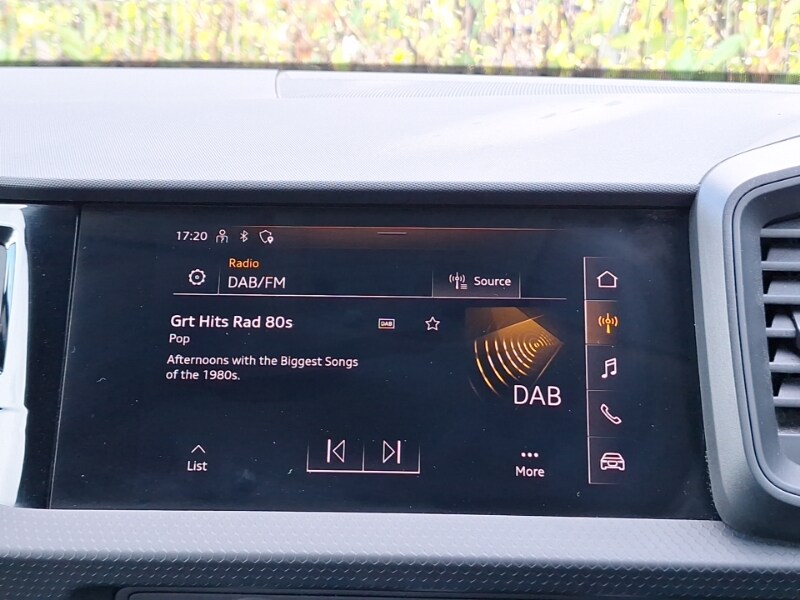 17:20
Radio
DAB/FM
Source
Grt Hits Rad 80s
DAB
Pop
Afternoons with the Biggest Songs
of the 1980s.
DAB
List
More